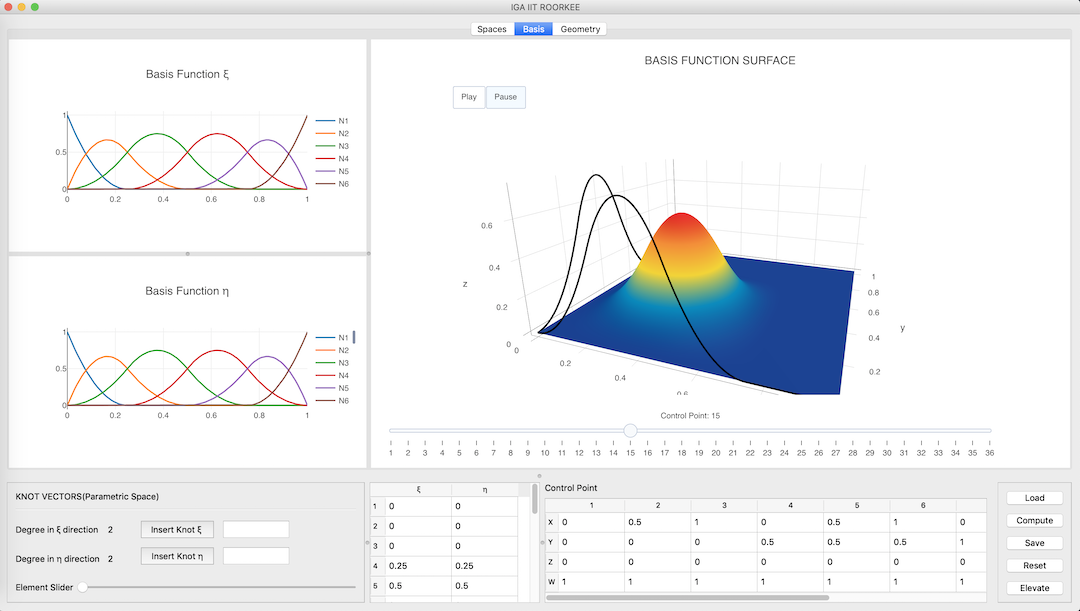 IGA IIT ROORKEE
Spaces Basis Geometry
Basis Function ξ
1
0.5
0
0 0.2 0.4 0.6 0.8 1
N1
N2
N3
N4
N5
N6
Basis Function η
1
0.5
0
0 0.2 0.4 0.6 0.8 1
N1
N2
N3
N4
N5
N6
BASIS FUNCTION SURFACE
Play Pause
z
0.6
0.4
0.2
0
0
0.2
0.4
0.6
1
0.8
0.6
0.4
0.2
y
Control Point: 15
1 2 3 4 5 6 7 8 9 10 11 12 13 14 15 16 17 18 19 20 21 22 23 24 25 26 27 28 29 30 31 32 33 34 35 36
KNOT VECTORS(Parametric Space)
Degree in ξ direction 2 Insert Knot ξ
Degree in η direction 2 Insert Knot η
Element Slider
ξ η
1 0 0
2 0 0
3 0 0
4 0.25 0.25
5 0.5 0.5
Control Point
1 2 3 4 5 6
X 0 0.5 1 0 0.5 1 0
Y 0 0 0 0.5 0.5 0.5 1
Z 0 0 0 0 0 0 0
W 1 1 1 1 1 1 1
Load
Compute
Save
Reset
Elevate